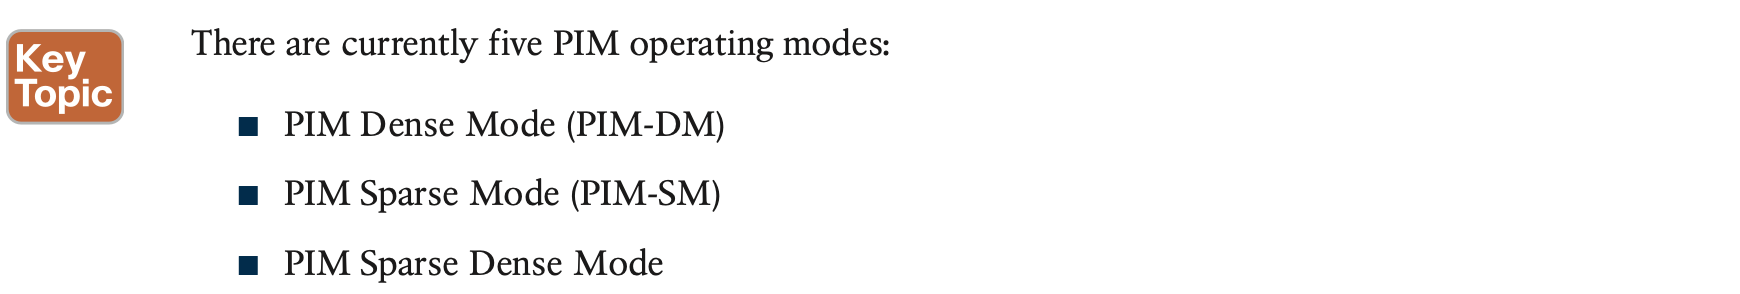 Key
Topic
There are currently five PIM operating modes:
■ PIM Dense Mode (PIM-DM)
■ PIM Sparse Mode (PIM-SM)
■ PIM Sparse Dense Mode